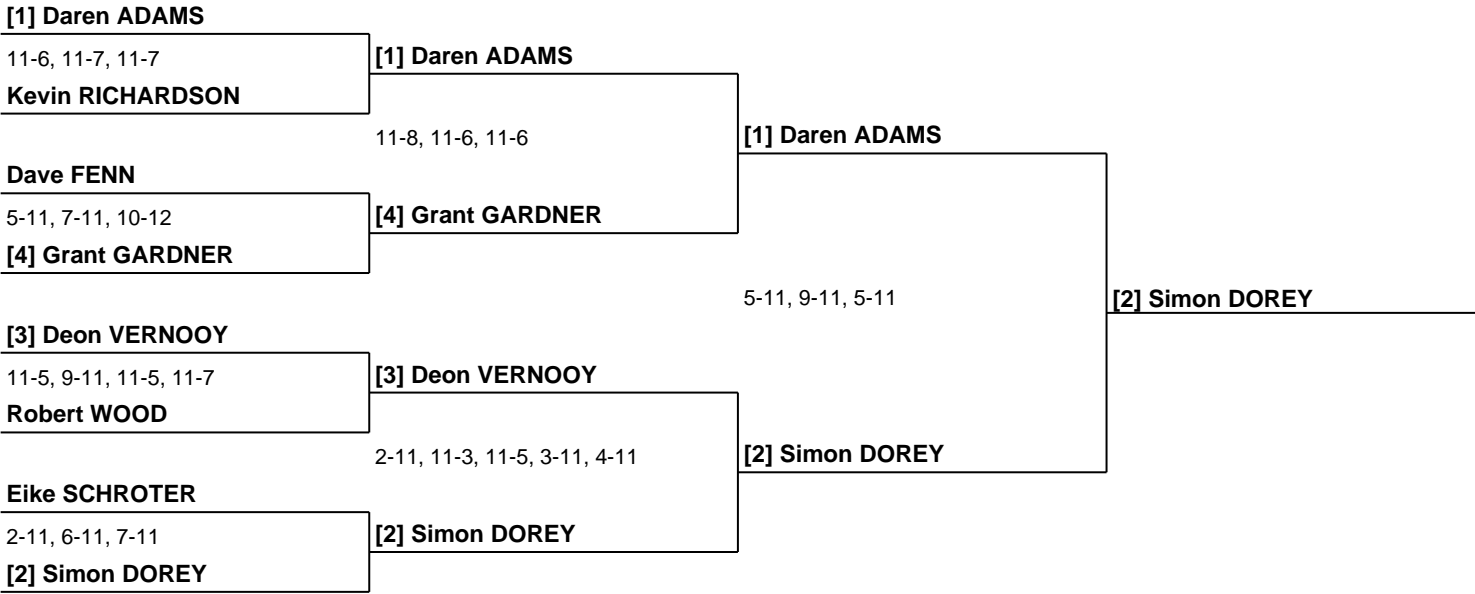 [1] Daren ADAMS
11-6, 11-7, 11-7
Kevin RICHARDSON
Dave FENN
5-11, 7-11, 10-12
[4] Grant GARDNER
[3] Deon VERNOOY
11-5, 9-11, 11-5, 11-7
Robert WOOD
Eike SCHROTER
2-11, 6-11, 7-11
[2] Simon DOREY
[1] Daren ADAMS
11-8, 11-6, 11-6
[4] Grant GARDNER
[3] Deon VERNOOY
2-11, 11-3, 11-5, 3-11, 4-11
[2] Simon DOREY
[1] Daren ADAMS
5-11, 9-11, 5-11
[2] Simon DOREY
[2] Simon DOREY